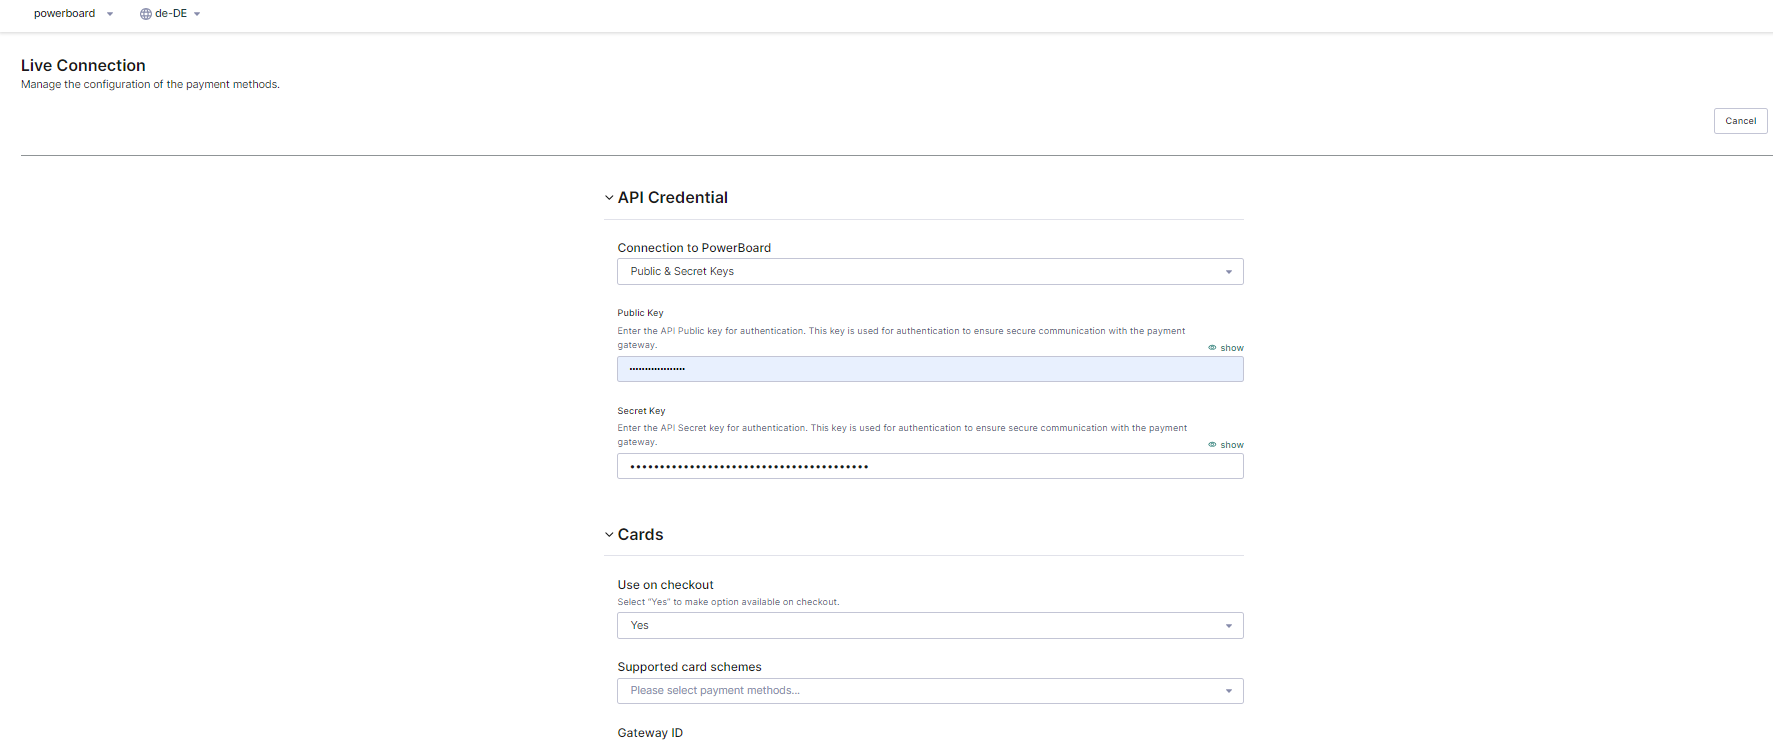 powerboard de-DE
Live Connection
Manage the configuration of the payment methods.
Cancel
API Credential
Connection to PowerBoard
Public & Secret Keys
Public Key
Enter the API Public key for authentication. This key is used for authentication to ensure secure communication with the payment
gateway.
show
Secret Key
Enter the API Secret key for authentication. This key is used for authentication to ensure secure communication with the payment
gateway.
show
Cards
Use on checkout
Select "Yes" to make option available on checkout.
Yes
Supported card schemes
Please select payment methods...
Gateway ID